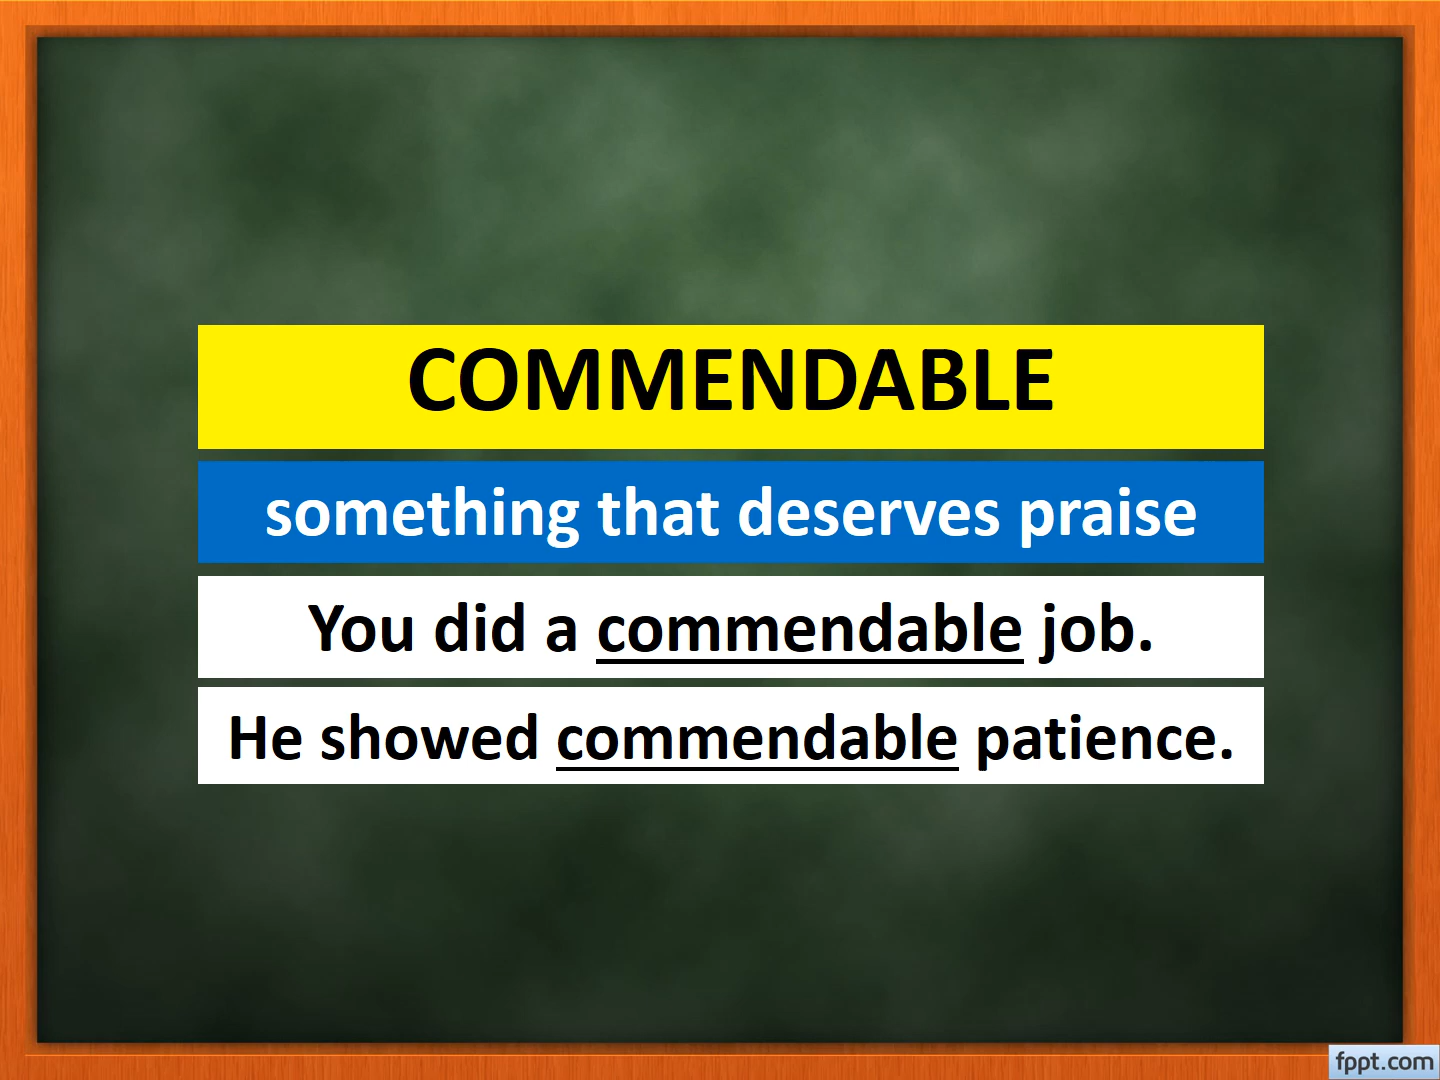 COMMENDABLE
something that deserves praise
You did a commendable job.
He showed commendable patience.
fppt.com